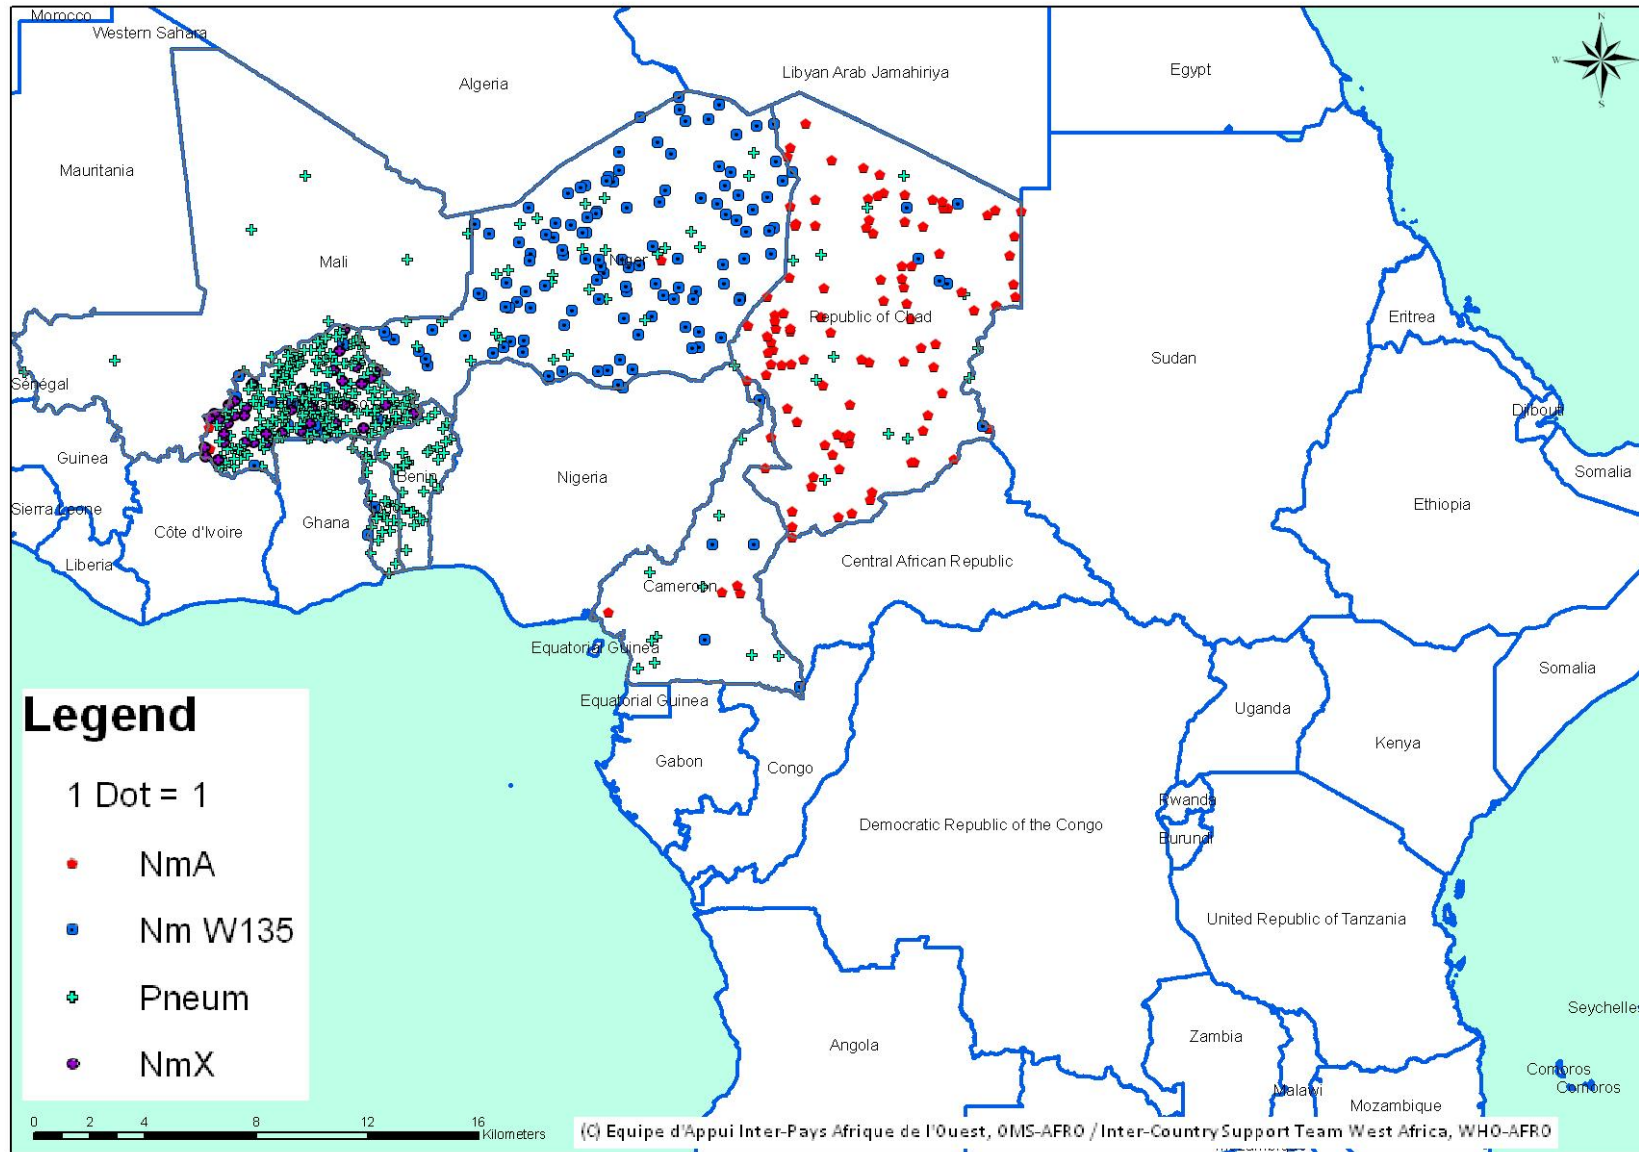 Morocco
Western Sahara
N
W
S
Algeria
Libyan Arab Jamahiriya
Egypt
Mauritania
Mali
Niger
Republic of Chad
Sudan
Eritrea
Sénégal
Djibouti
Guinea
Benin
Nigeria
Somalia
Sierra Leone
Côte d'Ivoire
Ghana
Ethiopia
Liberia
Central African Republic
Cameroon
Equatorial Guinea
Somalia
Equatorial Guinea
Uganda
Kenya
Gabon
Congo
Rwanda
Burundi
Democratic Republic of the Congo
United Republic of Tanzania
Seychelles
Angola
Zambia
Comoros
Comoros
Malawi
Mozambique
Legend
1 Dot = 1
NmA
Nm W135
Pneum
NmX
0 2 4 8 12 16
Kilometers
(C) Equipe d'Appui Inter-Pays Afrique de l'Ouest, OMS-AFRO / Inter-Country Support Team West Africa, WHO-AFRO